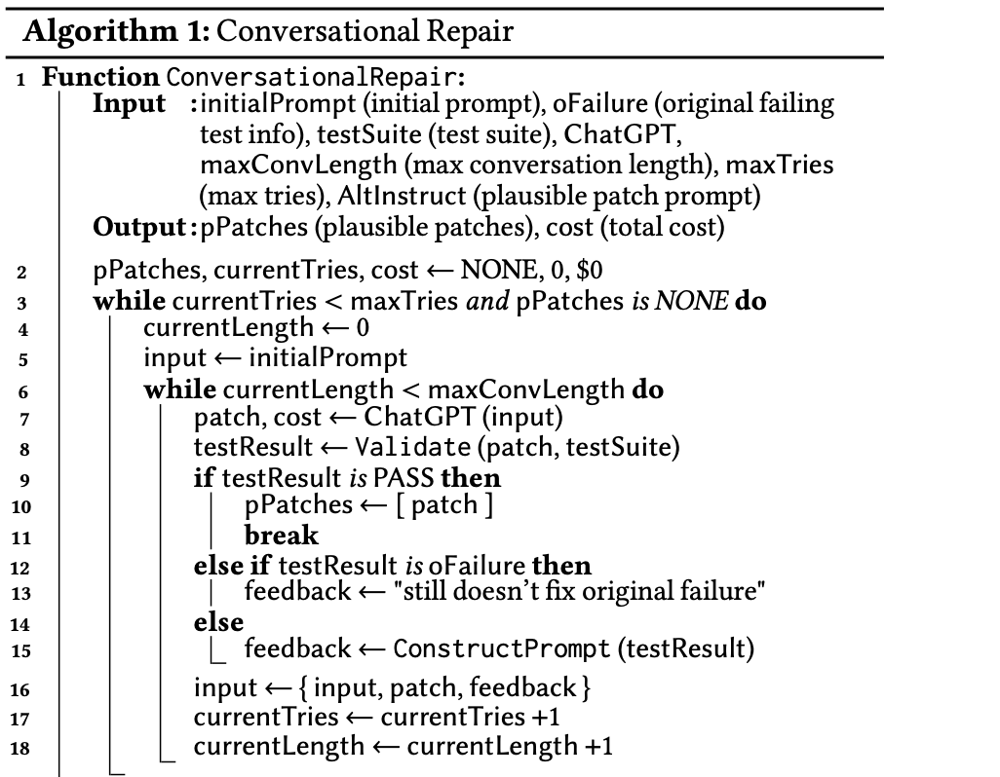 Algorithm 1: Conversational Repair
1 Function ConversationalRepair:
Input :initialPrompt (initial prompt), oFailure (original failing
test info), testSuite (test suite), ChatGPT,
maxConvLength (max conversation length), maxTries
(max tries), AltInstruct (plausible patch prompt)
Output:pPatches (plausible patches), cost (total cost)
2 pPatches, currentTries, cost ← NONE, 0, $0
3 while currentTries < maxTries and pPatches is NONE do
4 currentLength ← 0
5 input ← initialPrompt
6 while currentLength < maxConvLength do
7 patch, cost ← ChatGPT (input)
8 testResult ← Validate (patch, testSuite)
9 if testResult is PASS then
10 pPatches ← [ patch ]
11 break
12 else if testResult is oFailure then
13 feedback ← "still doesn't fix original failure"
14 else
15 feedback ← ConstructPrompt (testResult)
16 input ← { input, patch, feedback }
17 currentTries ← currentTries +1
18 currentLength ← currentLength +1